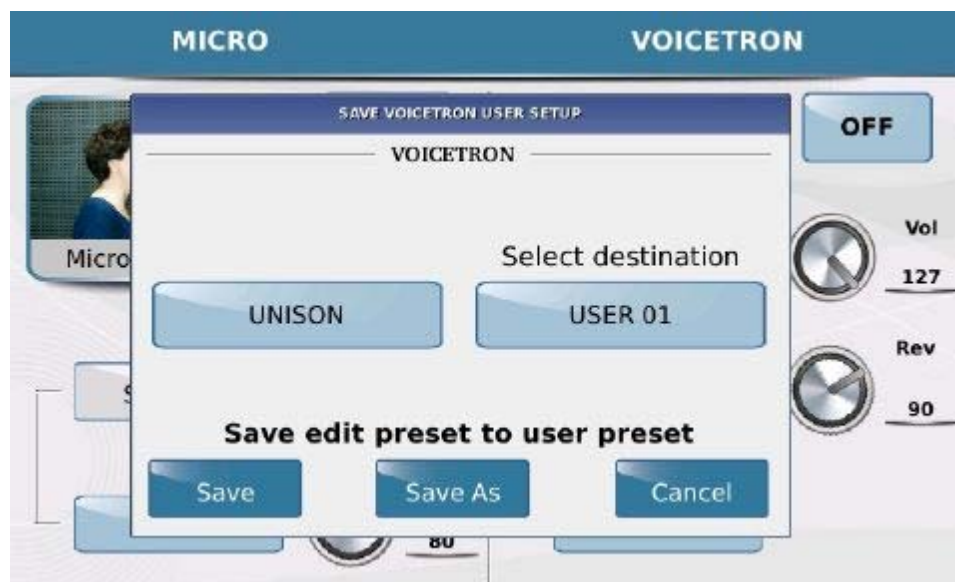 MICRO VOICETRON
SAVE VOICETRON USER SETUP
VOICETRON
OFF
Vol
127
Micro
Select destination
UNISON USER 01
Rev
90
Save edit preset to user preset
Save Save As Cancel
80